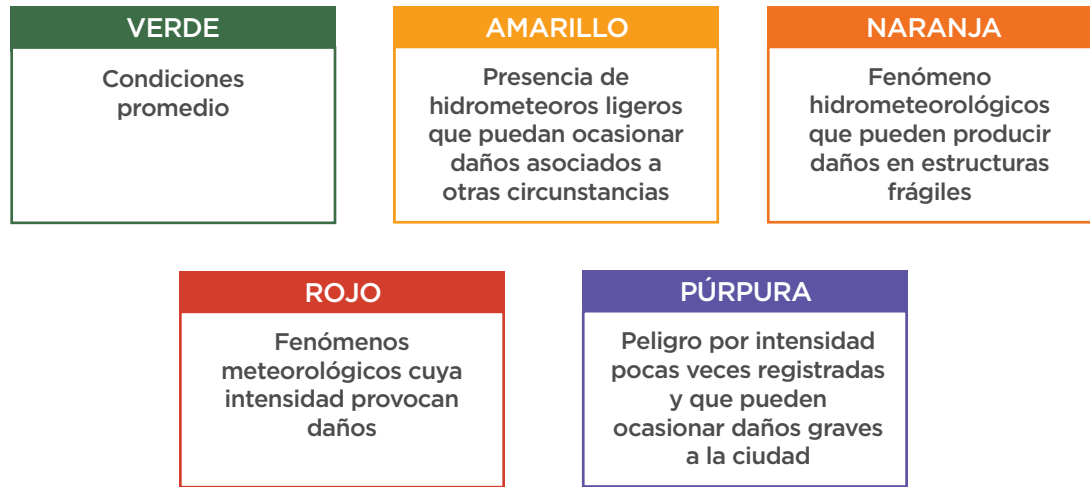 VERDE
Condiciones
promedio
AMARILLO
Presencia de
hidrometeoros ligeros
que puedan ocasionar
daños asociados a
otras circunstancias
NARANJA
Fenómeno
hidrometeorológicos
que pueden producir
daños en estructuras
frágiles
ROJO
Fenómenos
meteorológicos cuya
intensidad provocan
daños
PÚRPURA
Peligro por intensidad
pocas veces registradas
y que pueden
ocasionar daños graves
a la ciudad